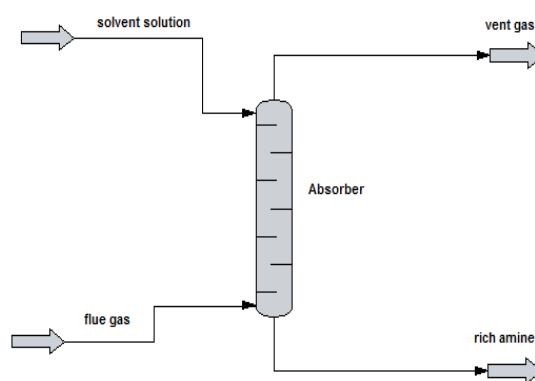 solvent solution
vent gas
Absorber
flue gas
rich amine